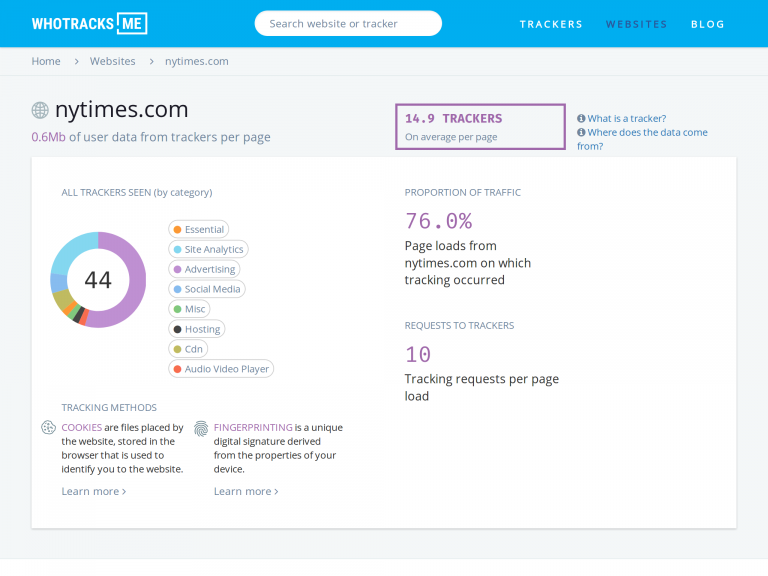 WHOTRACKS ME
Search website or tracker
TRACKERS WEBSITES BLOG
Home > Websites > nytimes.com
nytimes.com
0.6Mb of user data from trackers per page
14.9 TRACKERS
On average per page
What is a tracker?
Where does the data come
from?
ALL TRACKERS SEEN (by category)
44
Essential
Site Analytics
Advertising
Social Media
Misc
Hosting
Cdn
Audio Video Player
PROPORTION OF TRAFFIC
76.0%
Page loads from
nytimes.com on which
tracking occurred
REQUESTS TO TRACKERS
10
Tracking requests per page
load
TRACKING METHODS
COOKIES are files placed by
the website, stored in the
browser that is used to
identify you to the website.
Learn more >
FINGERPRINTING is a unique
digital signature derived
from the properties of your
device.
Learn more >